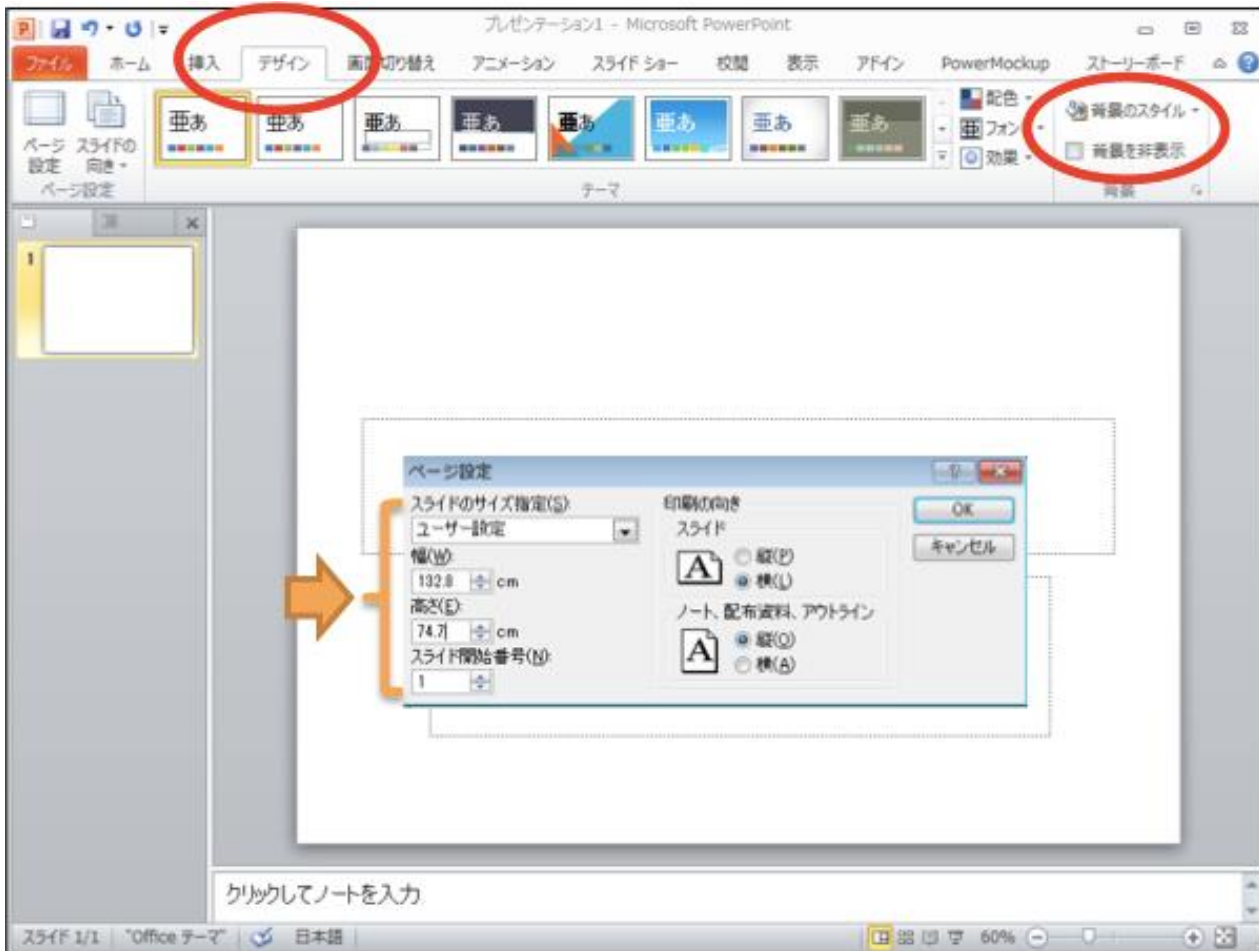 プレゼンテーション1 - Microsoft PowerPoint
ファイル ホーム 挿入 デザイン 画面切り替え アニメーション スライド ショー 校閲 表示 アドイン PowerMockup ストーリーボード
ページ設定
スライドの向き
亜あ 亜あ 亜あ 亜あ 亜あ 亜あ 亜あ 亜あ
配色
フォント
効果
背景のスタイル
背景を非表示
ページ設定 テーマ 背景
1
ページ設定
スライドのサイズ指定(S)
ユーザー設定
幅(W):
132.8 cm
高さ(E):
74.7 cm
スライド開始番号(N):
1
印刷の向き
スライド
A
縦(P)
横(L)
ノート、配布資料、アウトライン
A
縦(O)
横(A)
OK
キャンセル
クリックしてノートを入力
スライド 1/1 "Office テーマ" 日本語 60%